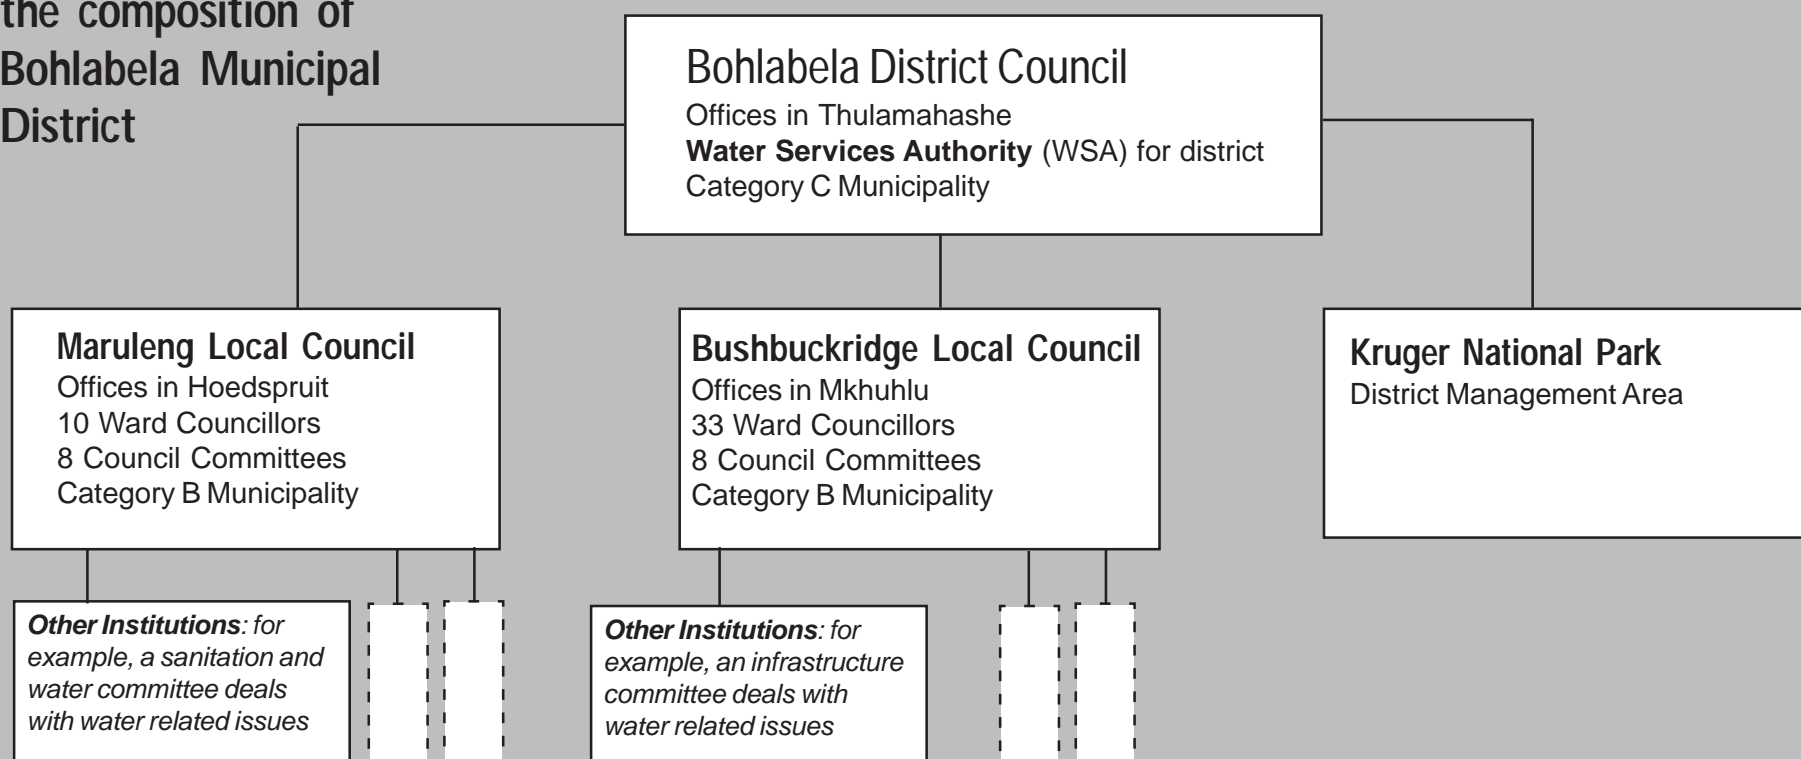 the composition of
Bohlabela Municipal
District
Bohlabela District Council
Offices in Thulamahashe
Water Services Authority (WSA) for district
Category C Municipality
Maruleng Local Council
Offices in Hoedspruit
10 Ward Councillors
8 Council Committees
Category B Municipality
Bushbuckridge Local Council
Offices in Mkhuhlu
33 Ward Councillors
8 Council Committees
Category B Municipality
Kruger National Park
District Management Area
Other Institutions: for
example, a sanitation and
water committee deals
with water related issues
Other Institutions: for
example, an infrastructure
committee deals with
water related issues